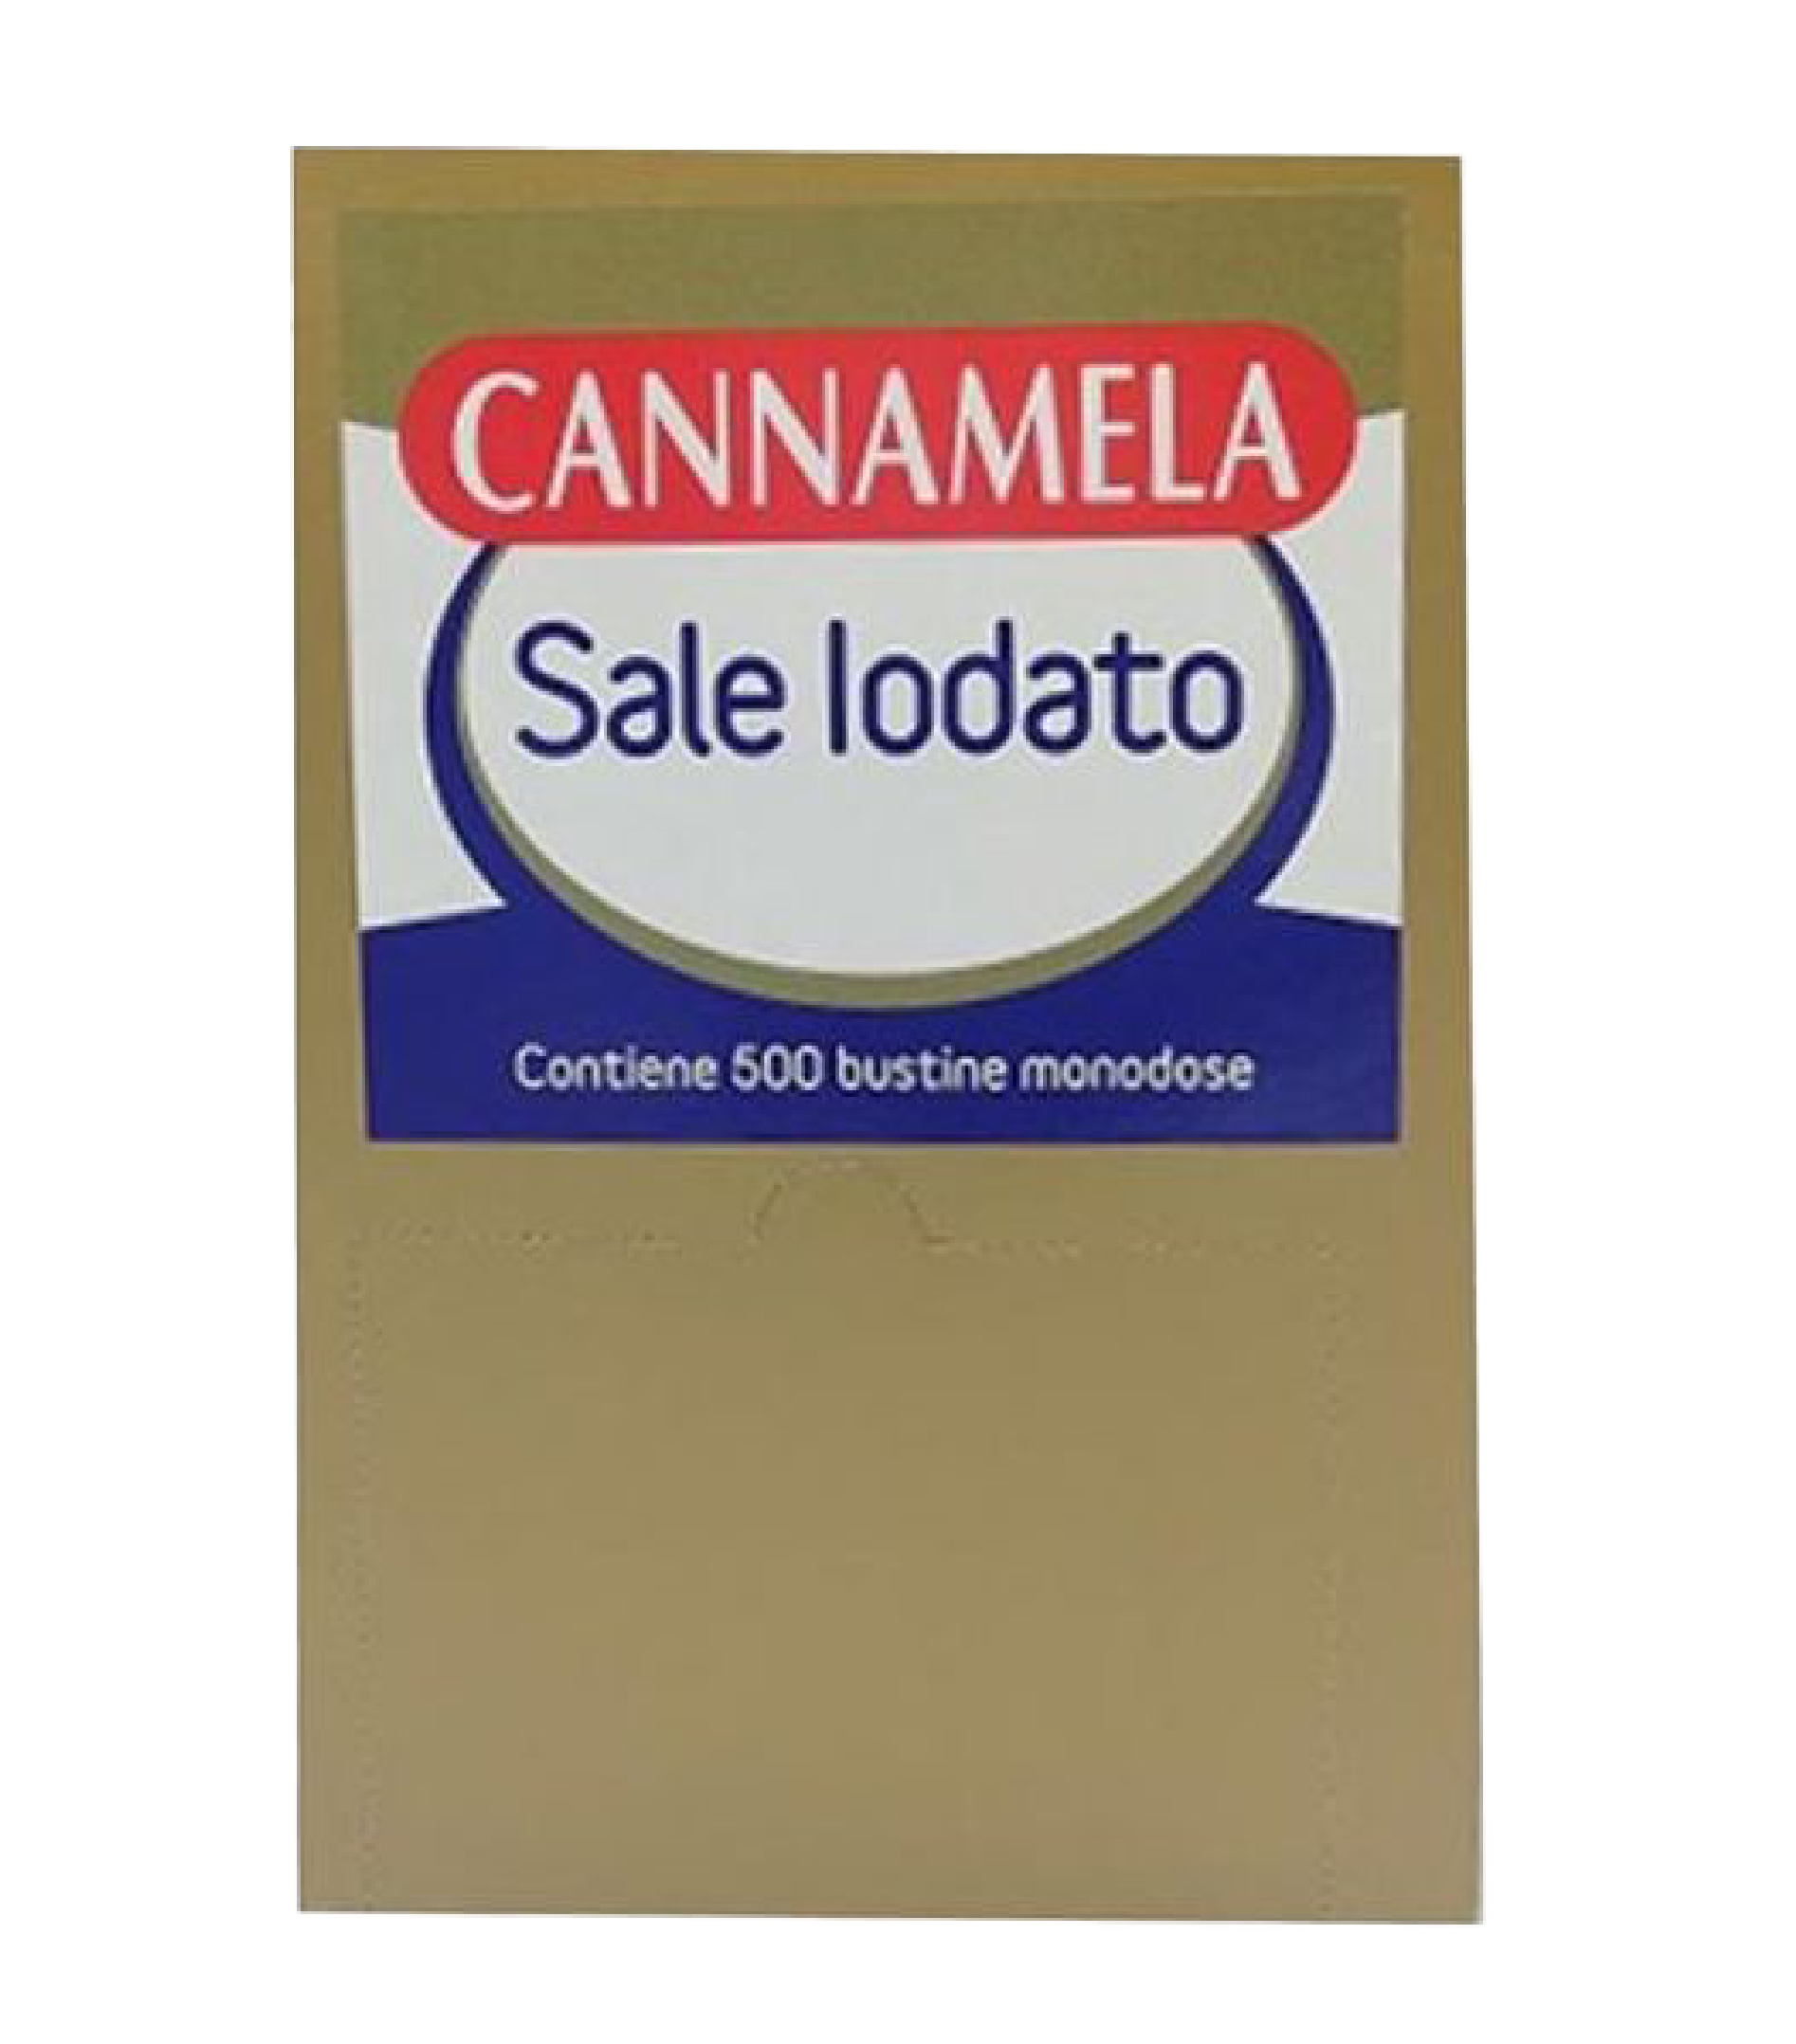 CANNAMELA
Sale Iodato
Contiene 500 bustine monodose